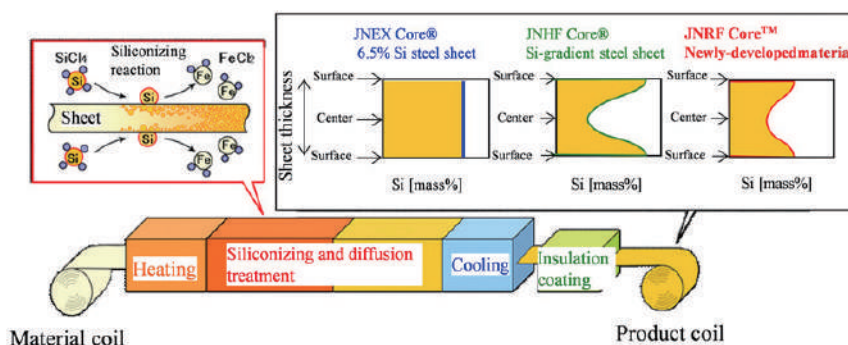 SiCl4
Siliconizing reaction
FeCl2
Si
Fe
Fe
Si
Sheet
Si
Si
Fe
Fe
JNEX Core®
6.5% Si steel sheet
JNHF Core®
Si-gradient steel sheet
JNRF Core™
Newly-developedmaterial
Sheet thickness
Surface
Center
Surface
Si [mass%]
Surface
Center
Surface
Si [mass%]
Surface
Center
Surface
Si [mass%]
Heating
Siliconizing and diffusion
treatment
Cooling
Insulation
coating
Material coil
Product coil